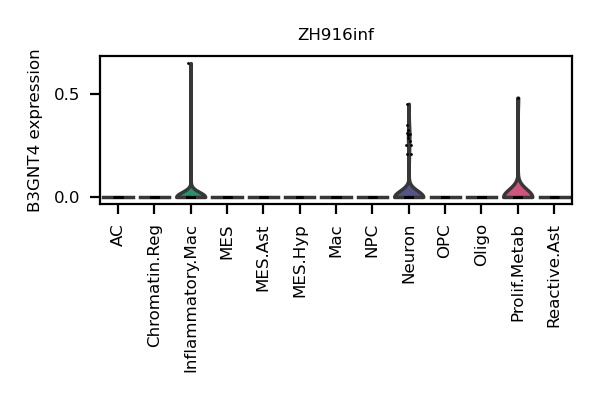 ZH916inf
B3GNT4 expression
0.5
0.0
AC
Chromatin.Reg
Inflammatory.Mac
MES
MES.Ast
MES.Hyp
Mac
NPC
Neuron
OPC
Oligo
Prolif.Metab
Reactive.Ast